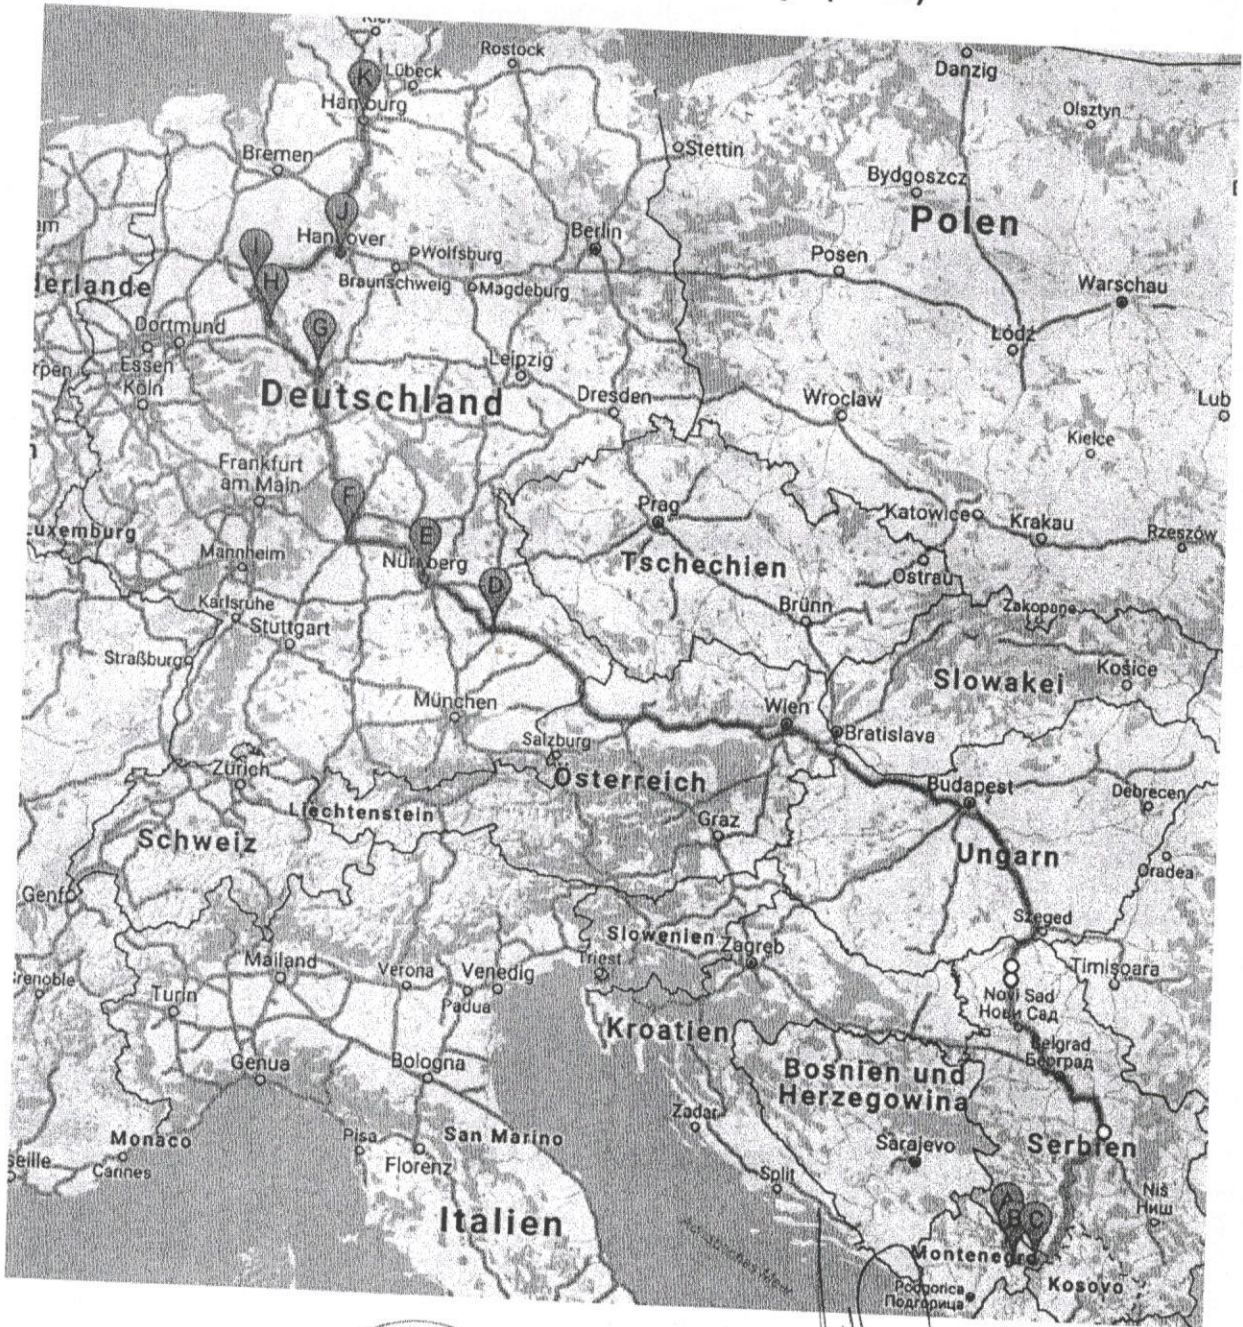 Kiel
Rostock
Danzig
K
Lübeck
Hamburg
Olsztyn
Stettin
Bremen
Bydgoszcz
J
Polen
Hannover
Berlin
I
Wolfsburg
Posen
H
Braunschweig
Magdeburg
Warschau
derlande
Dortmund
G
Łódź
Essen
Leipzig
rpen
Köln
Deutschland
Dresden
Wroclaw
Lub
Kielce
Frankfurt
am Main
F
Prag
Katowice
Krakau
Rzeszów
Luxemburg
E
Mannheim
Nürnberg
Tschechien
Ostrau
D
Karlsruhe
Brünn
Zakopane
Stuttgart
Straßburg
Košice
Slowakei
München
Wien
Salzburg
Bratislava
Zürich
Österreich
Budapest
Debrecen
Liechtenstein
Graz
Schweiz
Ungarn
Oradea
Genf
Szeged
Slowenien
Zagreb
Mailand
Verona
Venedig
Triest
Timișoara
Grenoble
Turin
Padua
Novi Sad
Нови Сад
Kroatien
Belgrad
Београд
Genua
Bologna
Bosnien und
Herzegowina
Zadar
Monaco
Pisa
San Marino
Serbien
seille
Cannes
Florenz
Sarajevo
Split
Niš
Ниш
A
B
C
Italien
Adriatisches Meer
Montenegro
Kosovo
Podgorica
Подгорица